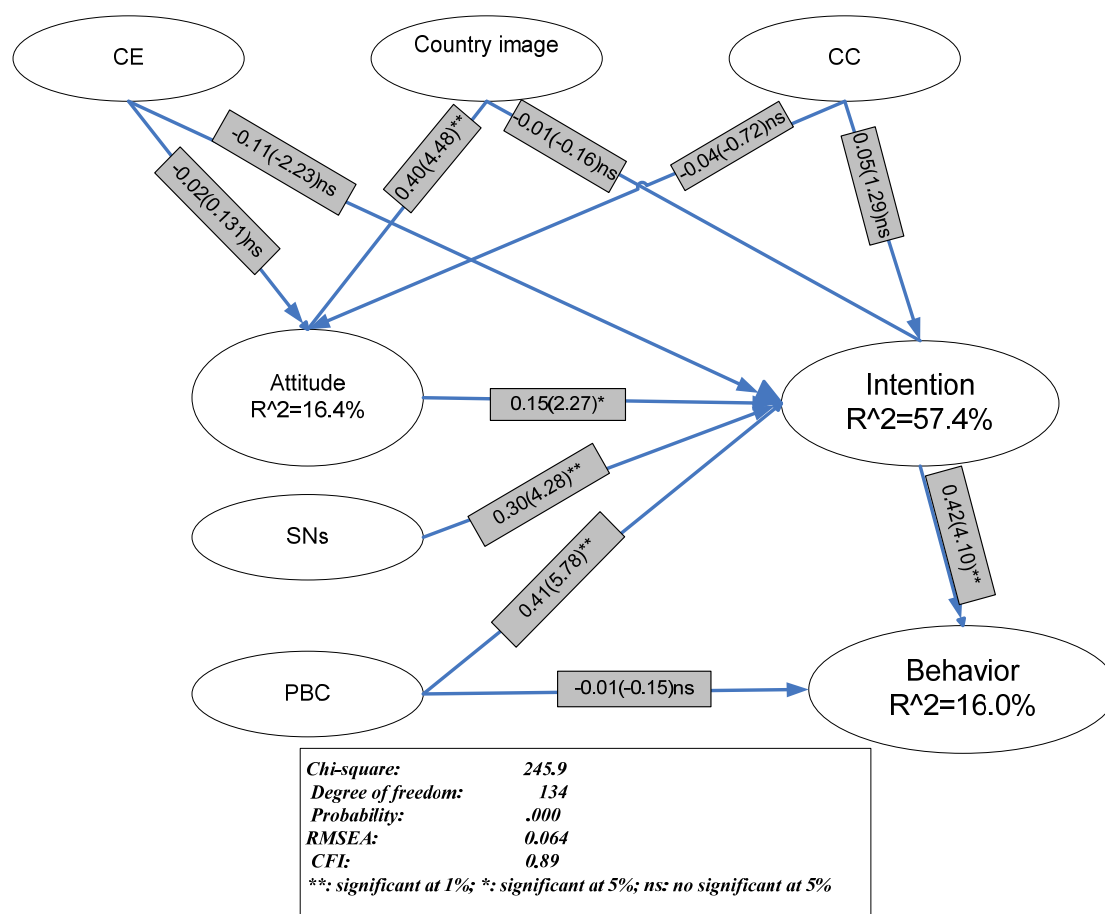 CE
Country image
CC
-0.11(-2.23)ns
-0.02(0.131)ns
0.40(4.48)**
-0.01(-0.16)ns
-0.04(-0.72)ns
0.05(1.29)ns
Attitude
R^2=16.4%
0.15(2.27)*
Intention
R^2=57.4%
SNs
0.30(4.28)**
0.41(5.78)**
0.42(4.10)**
PBC
-0.01(-0.15)ns
Behavior
R^2=16.0%
Chi-square: 245.9
Degree of freedom: 134
Probability: .000
RMSEA: 0.064
CFI: 0.89
**: significant at 1%; *: significant at 5%; ns: no significant at 5%